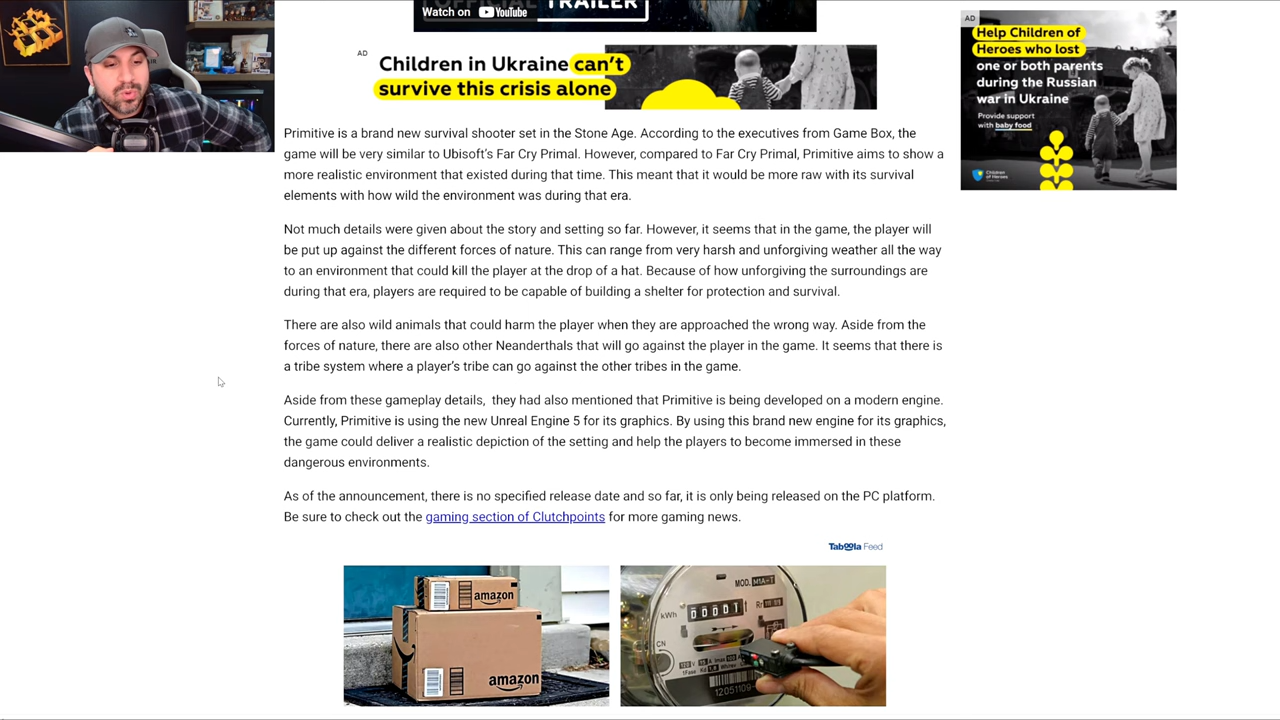 TRAILER
Watch on YouTube
AD
Children in Ukraine can't
survive this crisis alone
AD
Help Children of
Heroes who lost
one or both parents
during the Russian
war in Ukraine
Provide support
with baby food
Children
of Heroes
Primitive is a brand new survival shooter set in the Stone Age. According to the executives from Game Box, the
game will be very similar to Ubisoft's Far Cry Primal. However, compared to Far Cry Primal, Primitive aims to show a
more realistic environment that existed during that time. This meant that it would be more raw with its survival
elements with how wild the environment was during that era.
Not much details were given about the story and setting so far. However, it seems that in the game, the player will
be put up against the different forces of nature. This can range from very harsh and unforgiving weather all the way
to an environment that could kill the player at the drop of a hat. Because of how unforgiving the surroundings are
during that era, players are required to be capable of building a shelter for protection and survival.
There are also wild animals that could harm the player when they are approached the wrong way. Aside from the
forces of nature, there are also other Neanderthals that will go against the player in the game. It seems that there is
a tribe system where a player's tribe can go against the other tribes in the game.
Aside from these gameplay details, they had also mentioned that Primitive is being developed on a modern engine.
Currently, Primitive is using the new Unreal Engine 5 for its graphics. By using this brand new engine for its graphics,
the game could deliver a realistic depiction of the setting and help the players to become immersed in these
dangerous environments.
As of the announcement, there is no specified release date and so far, it is only being released on the PC platform.
Be sure to check out the gaming section of Clutchpoints for more gaming news.
Taboola Feed
amazon
amazon
MOD. M1A-T
kWh
CN
12051109